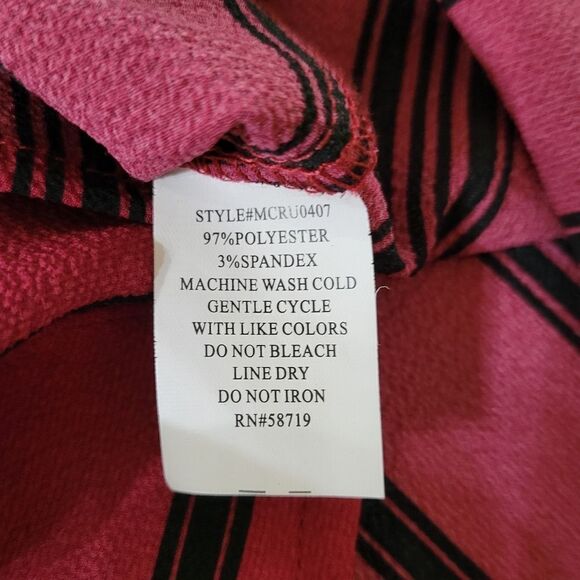 STYLE#MCRU0407
97%POLYESTER
3%SPANDEX
MACHINE WASH COLD
GENTLE CYCLE
WITH LIKE COLORS
DO NOT BLEACH
LINE DRY
DO NOT IRON
RN#58719